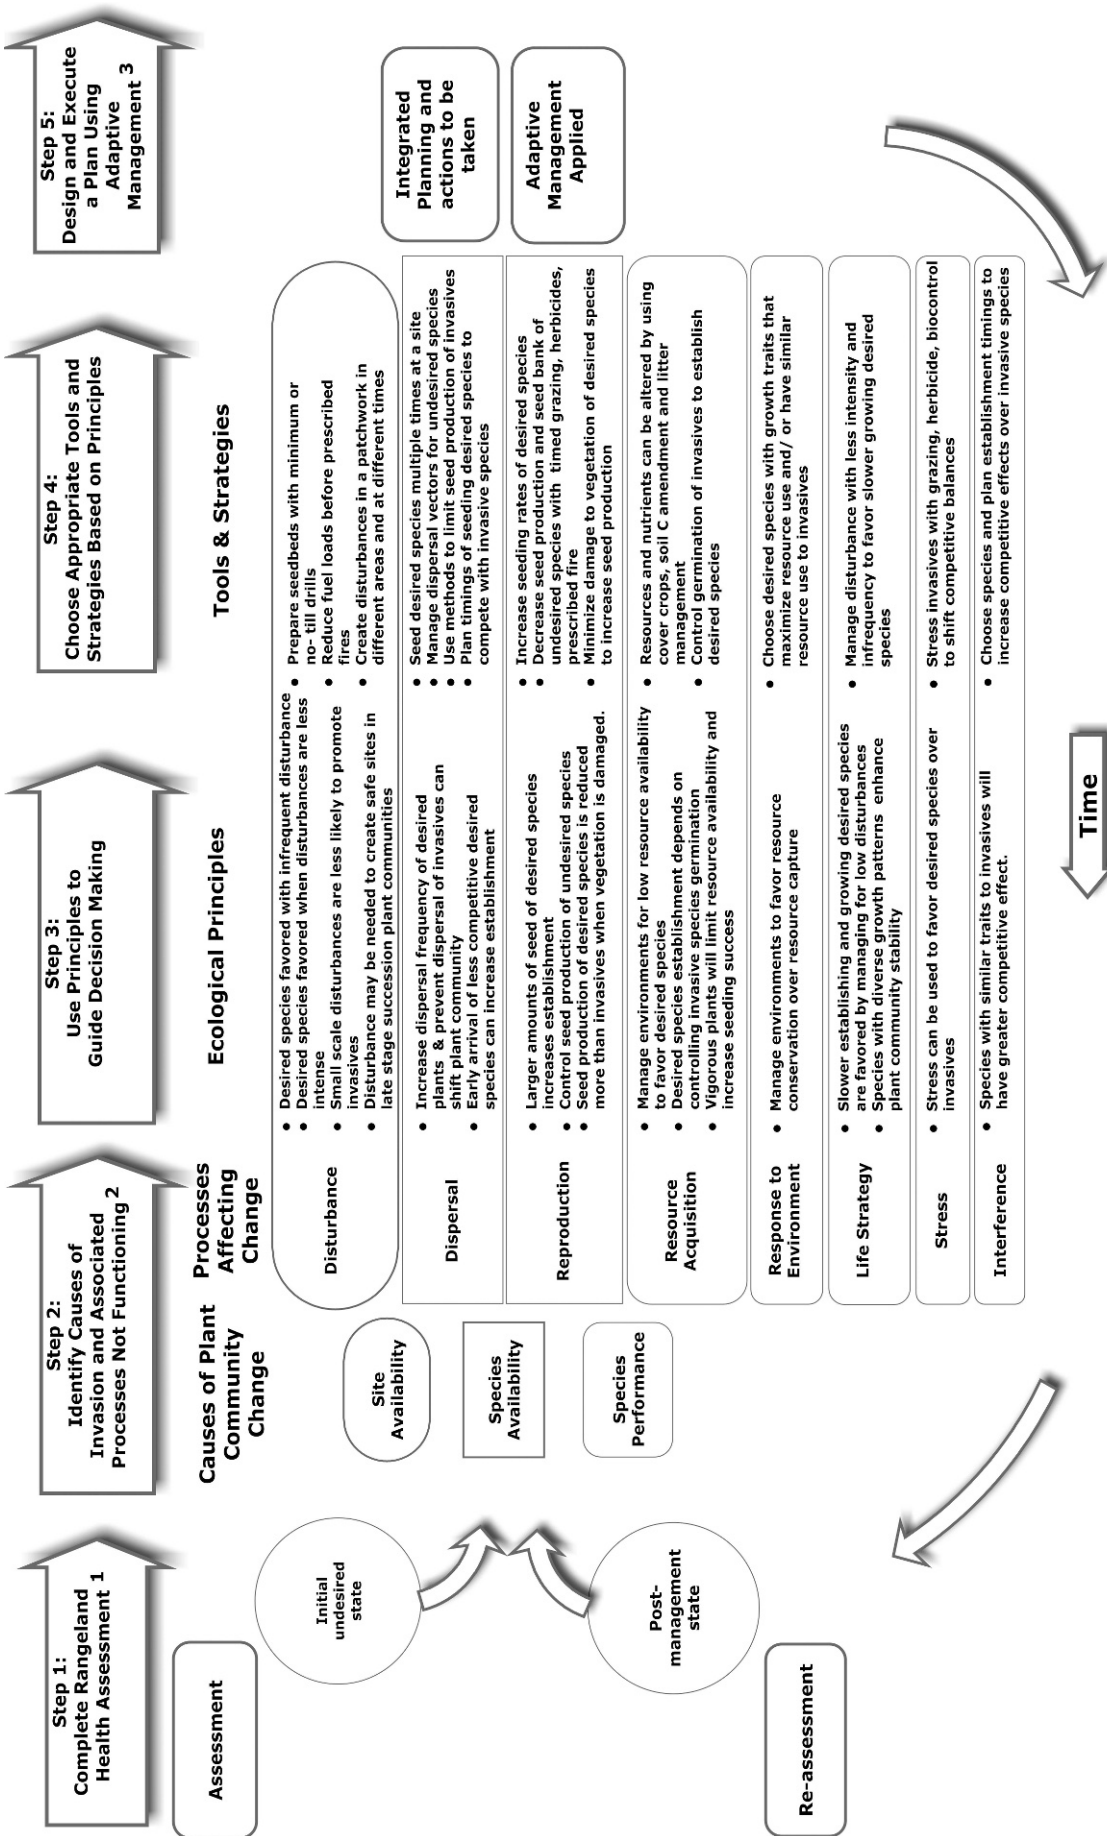 Step 1:
Complete Rangeland
Health Assessment 1
Step 2:
Identify Causes of
Invasion and Associated
Processes Not Functioning 2
Step 3:
Use Principles to
Guide Decision Making
Step 4:
Choose Appropriate Tools and
Strategies Based on Principles
Step 5:
Design and Execute
a Plan Using
Adaptive
Management 3
Assessment
Causes of Plant
Community
Change
Processes
Affecting
Change
Ecological Principles
Tools & Strategies
Initial
undesired
state
Post-
management
state
Re-assessment
Site
Availability
Species
Availability
Species
Performance
Disturbance
• Desired species favored with infrequent disturbance
• Desired species favored when disturbances are less
intense
• Small scale disturbances are less likely to promote
invasives
• Disturbance may be needed to create safe sites in
late stage succession plant communities
• Prepare seedbeds with minimum or
no- till drills
• Reduce fuel loads before prescribed
fires
• Create disturbances in a patchwork in
different areas and at different times
Dispersal
• Increase dispersal frequency of desired
plants & prevent dispersal of invasives can
shift plant community
• Early arrival of less competitive desired
species can increase establishment
• Seed desired species multiple times at a site
• Manage dispersal vectors for undesired species
• Use methods to limit seed production of invasives
• Plan timings of seeding desired species to
compete with invasive species
Reproduction
• Larger amounts of seed of desired species
increases establishment
• Control seed production of undesired species
• Seed production of desired species is reduced
more than invasives when vegetation is damaged.
• Increase seeding rates of desired species
• Decrease seed production and seed bank of
undesired species with timed grazing, herbicides,
prescribed fire
• Minimize damage to vegetation of desired species
to increase seed production
Resource
Acquisition
• Manage environments for low resource availability
to favor desired species
• Desired species establishment depends on
controlling invasive species germination
• Vigorous plants will limit resource availability and
increase seeding success
• Resources and nutrients can be altered by using
cover crops, soil C amendment and litter
management
• Control germination of invasives to establish
desired species
Response to
Environment
• Manage environments to favor resource
conservation over resource capture
• Choose desired species with growth traits that
maximize resource use and/ or have similar
resource use to invasives
Life Strategy
• Slower establishing and growing desired species
are favored by managing for low disturbances
• Species with diverse growth patterns enhance
plant community stability
• Manage disturbance with less intensity and
infrequency to favor slower growing desired
species
Stress
• Stress can be used to favor desired species over
invasives
• Stress invasives with grazing, herbicide, biocontrol
to shift competitive balances
Interference
• Species with similar traits to invasives will
have greater competitive effect.
• Choose species and plan establishment timings to
increase competitive effects over invasive species
Integrated
Planning and
actions to be
taken
Adaptive
Management
Applied
Time